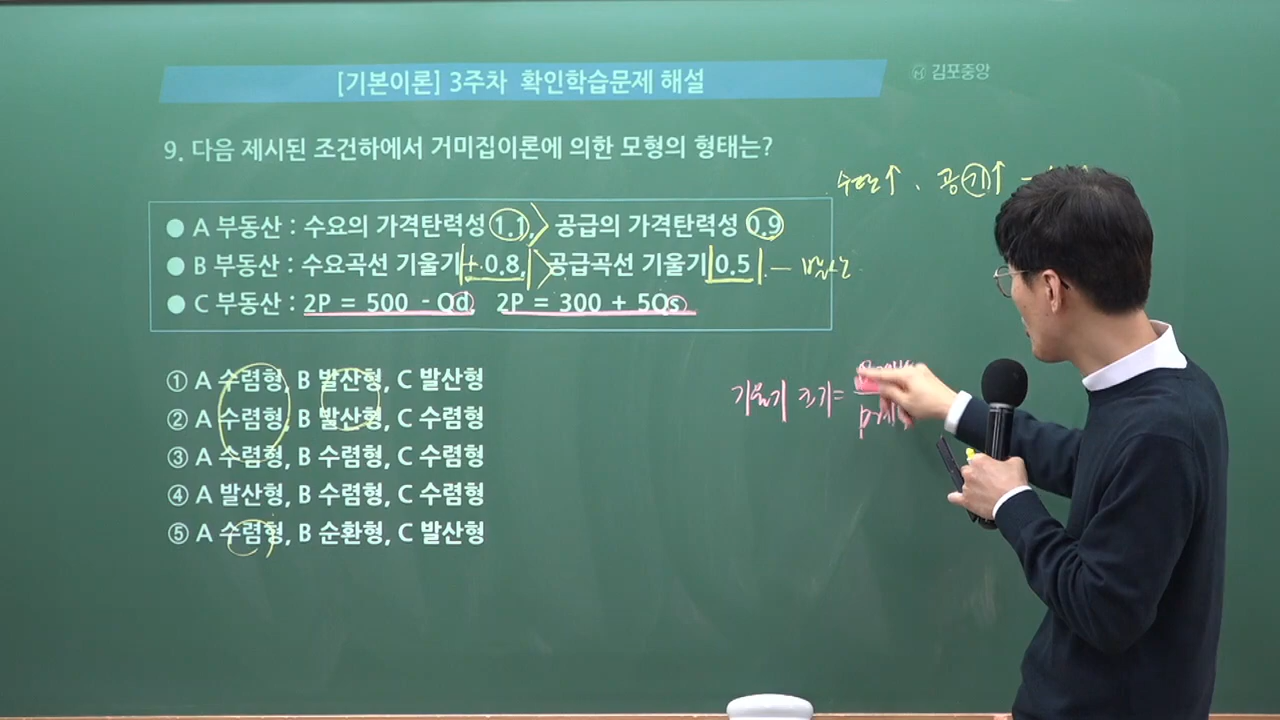 [기본이론] 3주차 확인학습문제 해설
김포중앙
9. 다음 제시된 조건하에서 거미집이론에 의한 모형의 형태는?
수탄↑, 공기↑
● A 부동산 : 수요의 가격탄력성 1.1, > 공급의 가격탄력성 0.9
● B 부동산 : 수요곡선 기울기 - 0.8, > 공급곡선 기울기 0.5 - 발산
● C 부동산 : 2P = 500 - Qd 2P = 300 + 5Qs
① A 수렴형, B 발산형, C 발산형
② A 수렴형, B 발산형, C 수렴형
③ A 수렴형, B 수렴형, C 수렴형
④ A 발산형, B 수렴형, C 수렴형
⑤ A 수렴형, B 순환형, C 발산형
기울기 크기=